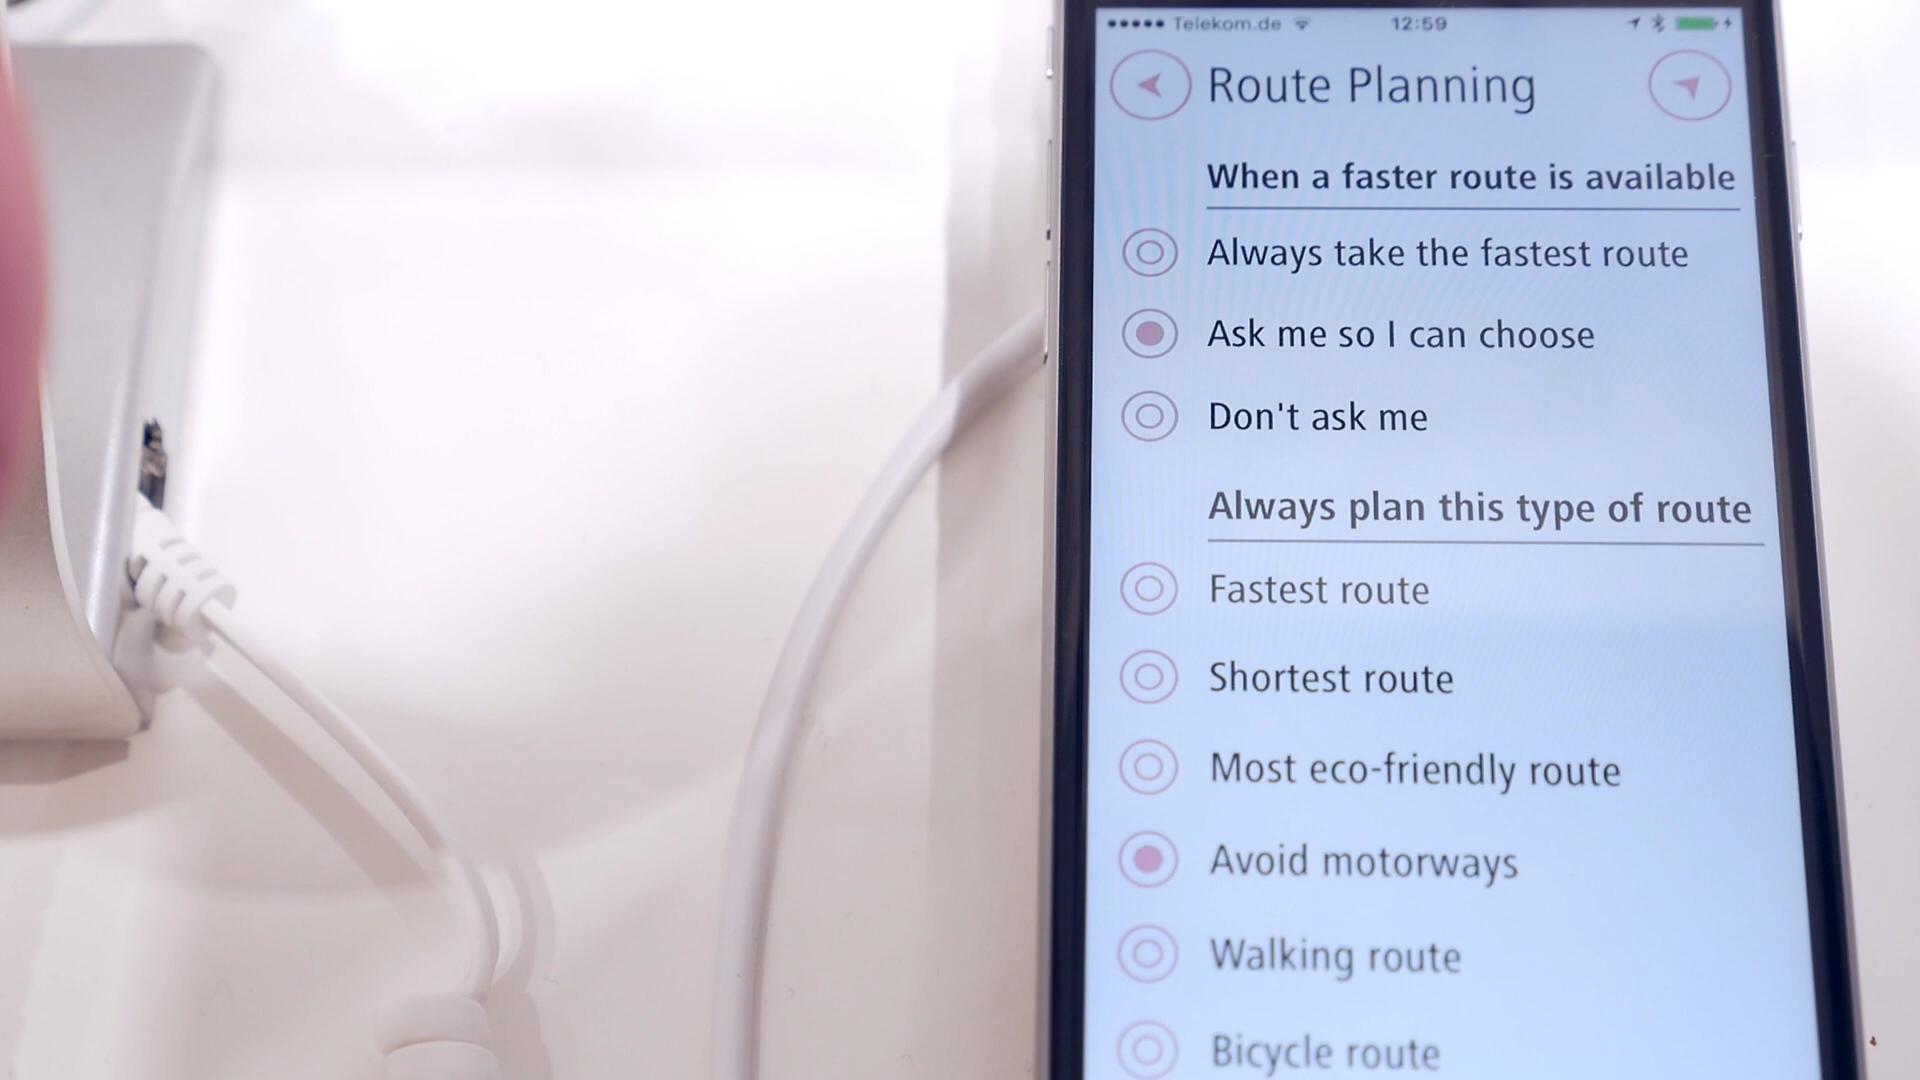 Telekom.de 12:59
Route Planning
When a faster route is available
Always take the fastest route
Ask me so I can choose
Don't ask me
Always plan this type of route
Fastest route
Shortest route
Most eco-friendly route
Avoid motorways
Walking route
Bicycle route